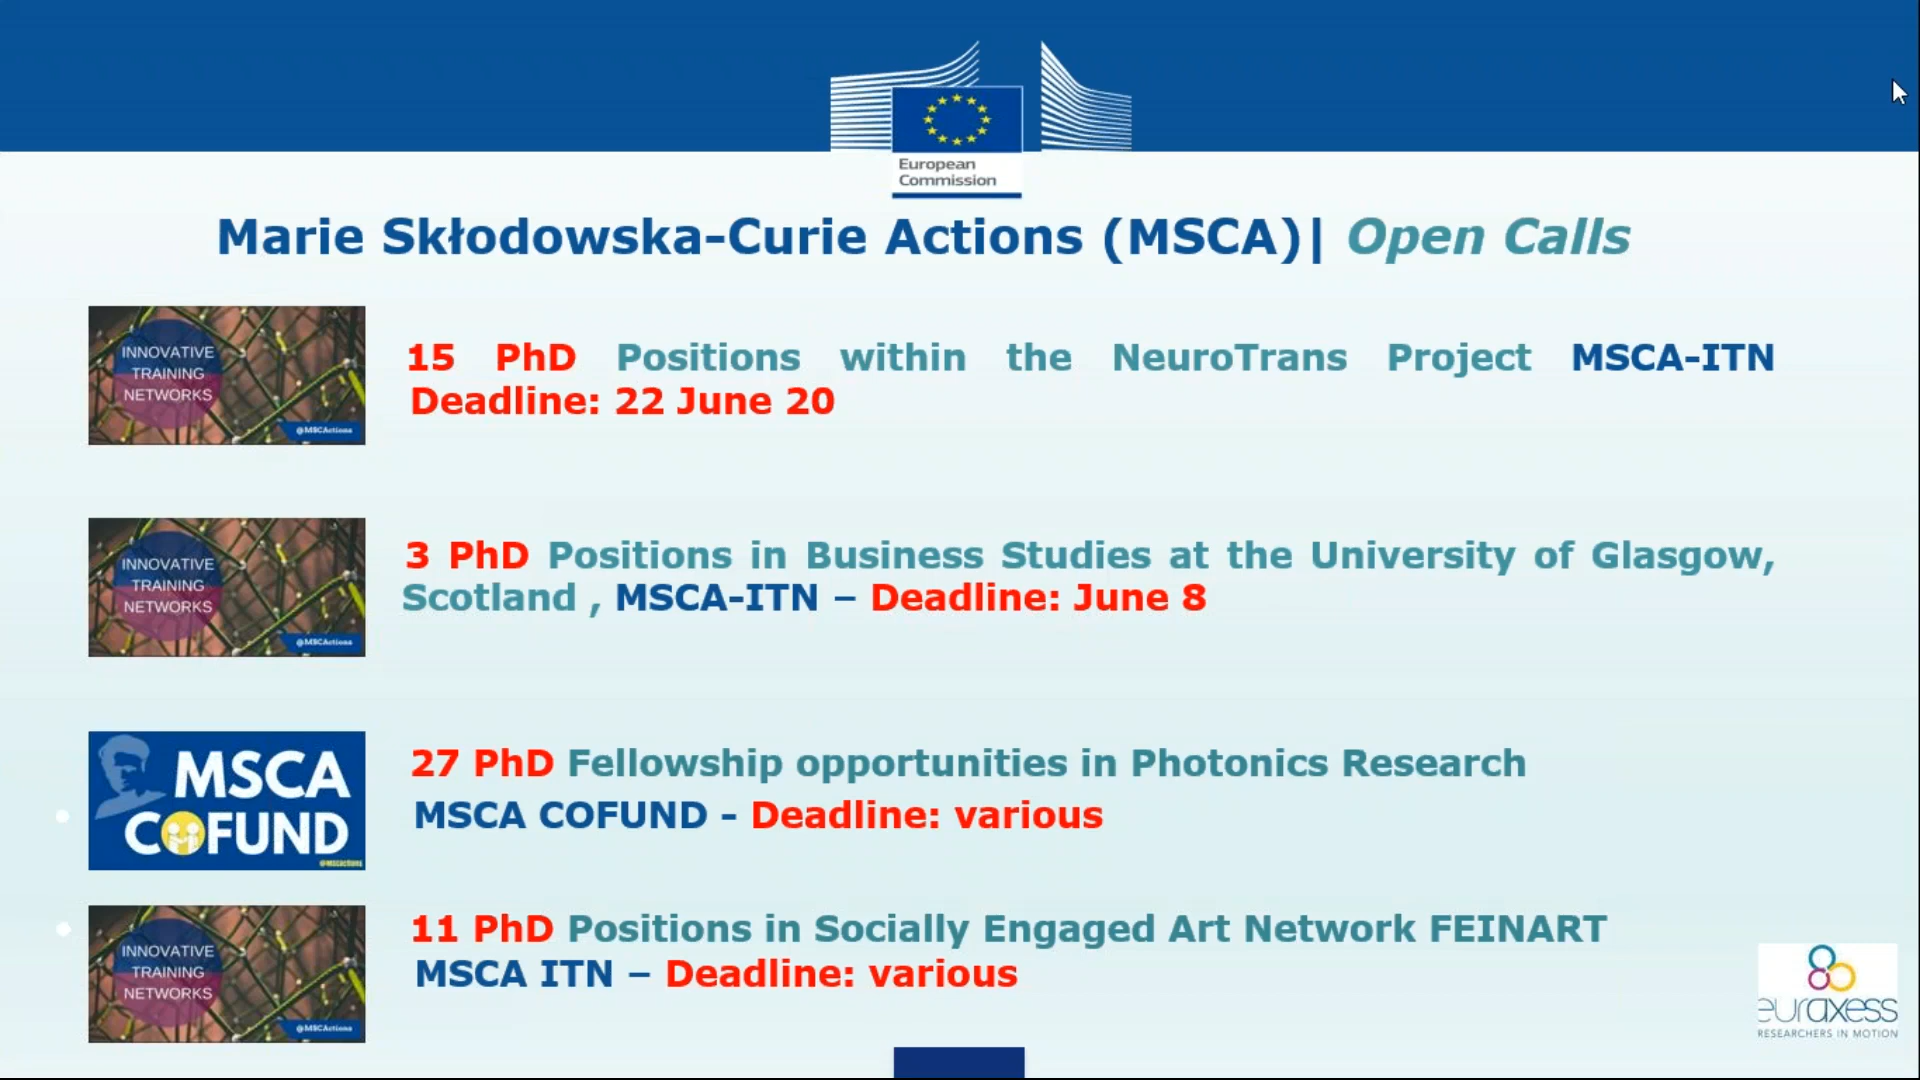 European
Commission
Marie Skłodowska-Curie Actions (MSCA)| Open Calls
INNOVATIVE
TRAINING
NETWORKS
@MSCActions
15 PhD Positions within the NeuroTrans Project MSCA-ITN
Deadline: 22 June 20
INNOVATIVE
TRAINING
NETWORKS
@MSCActions
3 PhD Positions in Business Studies at the University of Glasgow,
Scotland , MSCA-ITN – Deadline: June 8
MSCA
COFUND
@MSCActions
27 PhD Fellowship opportunities in Photonics Research
MSCA COFUND - Deadline: various
INNOVATIVE
TRAINING
NETWORKS
@MSCActions
11 PhD Positions in Socially Engaged Art Network FEINART
MSCA ITN – Deadline: various
euraxess
RESEARCHERS IN MOTION